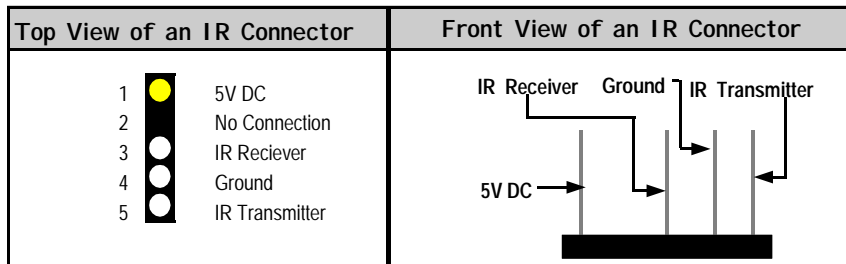 Top View of an IR Connector
1 5V DC
2 No Connection
3 IR Reciever
4 Ground
5 IR Transmitter
Front View of an IR Connector
IR Receiver Ground IR Transmitter
5V DC